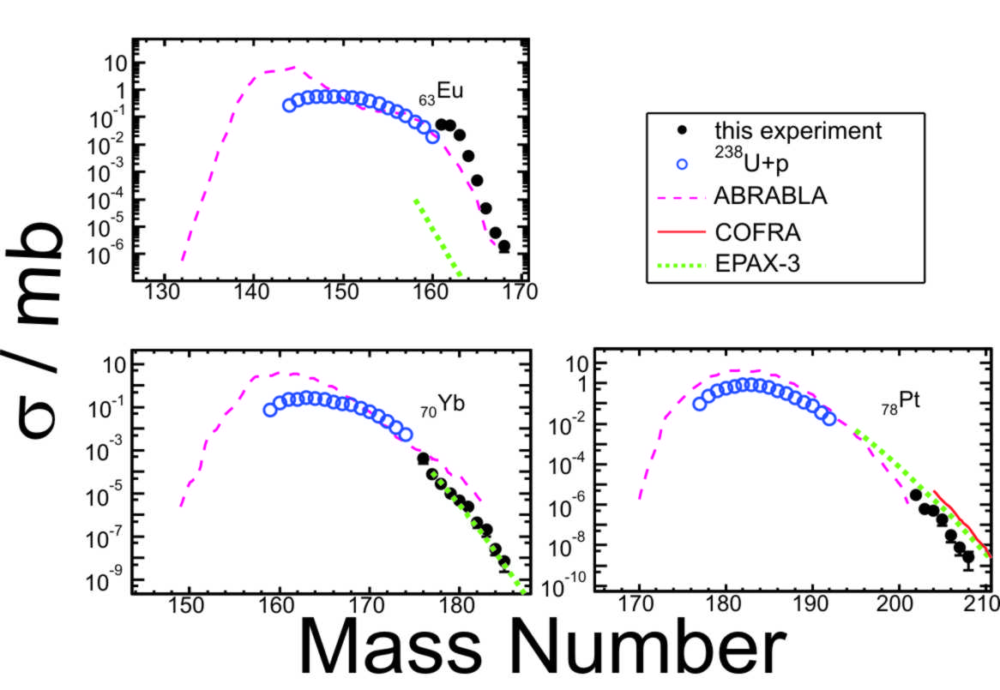 σ / mb
10
1
10⁻¹
10⁻²
10⁻³
10⁻⁴
10⁻⁵
10⁻⁶
₆₃Eu
130 140 150 160 170
this experiment
²³⁸U+p
ABRABLA
COFRA
EPAX-3
10
10⁻¹
10⁻³
10⁻⁵
10⁻⁷
10⁻⁹
₇₀Yb
150 160 170 180
10
1
10⁻²
10⁻⁴
10⁻⁶
10⁻⁸
10⁻¹⁰
₇₈Pt
170 180 190 200 210
Mass Number